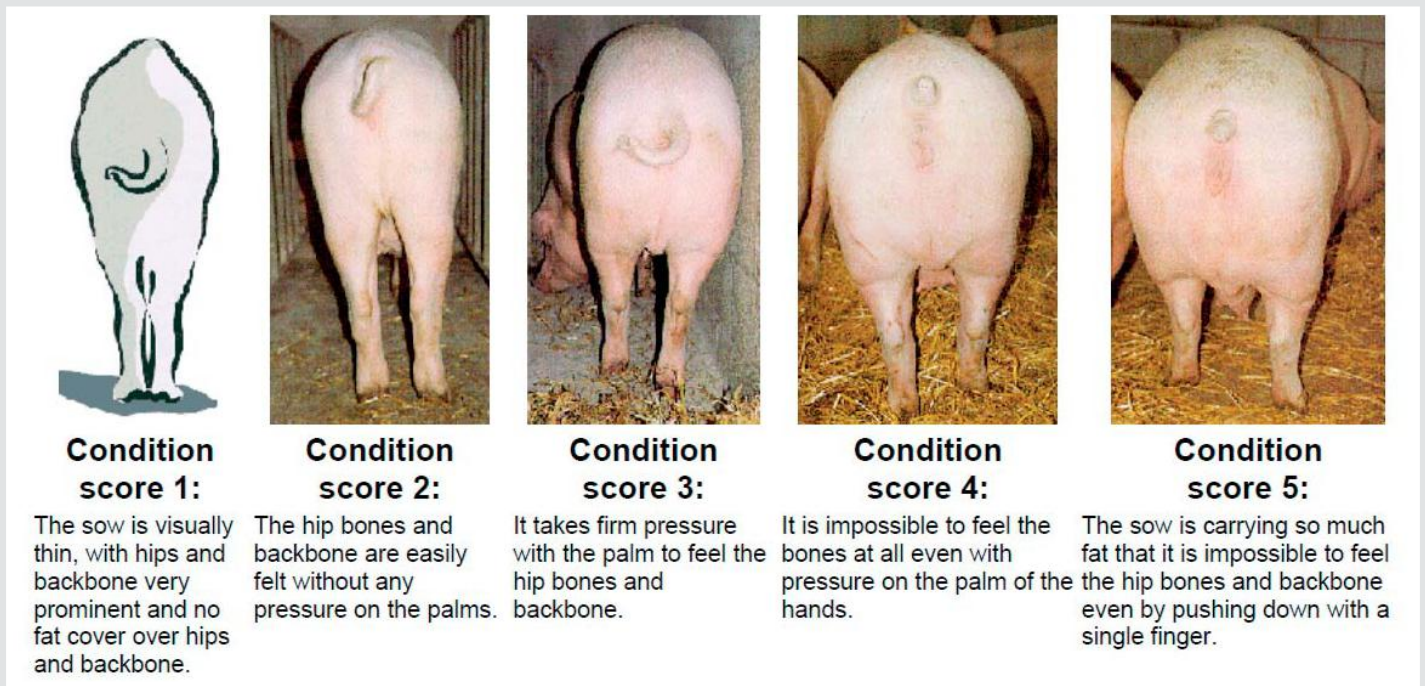 Condition
score 1:
The sow is visually
thin, with hips and
backbone very
prominent and no
fat cover over hips
and backbone.
Condition
score 2:
The hip bones and
backbone are easily
felt without any
pressure on the palms.
Condition
score 3:
It takes firm pressure
with the palm to feel the
hip bones and
backbone.
Condition
score 4:
It is impossible to feel the
bones at all even with
pressure on the palm of the
hands.
Condition
score 5:
The sow is carrying so much
fat that it is impossible to feel
the hip bones and backbone
even by pushing down with a
single finger.